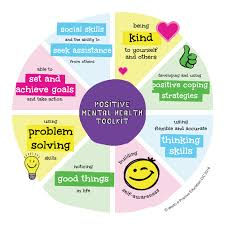 social skills
and the ability to
seek assistance
from others
being
kind
to yourself
and others
developing and using
positive coping
strategies
using
flexible and accurate
thinking
skills
building
self awareness
noticing
good things
in life
using
problem
solving
skills
able to
set and
achieve goals
and take action
POSITIVE
MENTAL HEALTH
TOOLKIT